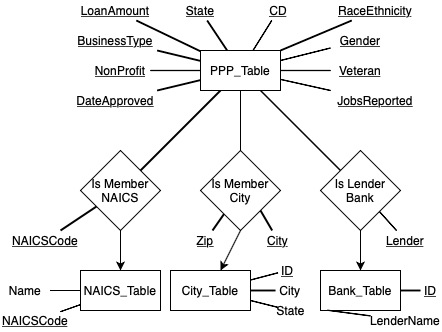 LoanAmount State CD RaceEthnicity
BusinessType Gender
NonProfit PPP_Table Veteran
DateApproved JobsReported
Is Member
NAICS
Is Member
City
Is Lender
Bank
NAICSCode Zip City Lender
ID
Name NAICS_Table City_Table City Bank_Table ID
State
NAICSCode LenderName